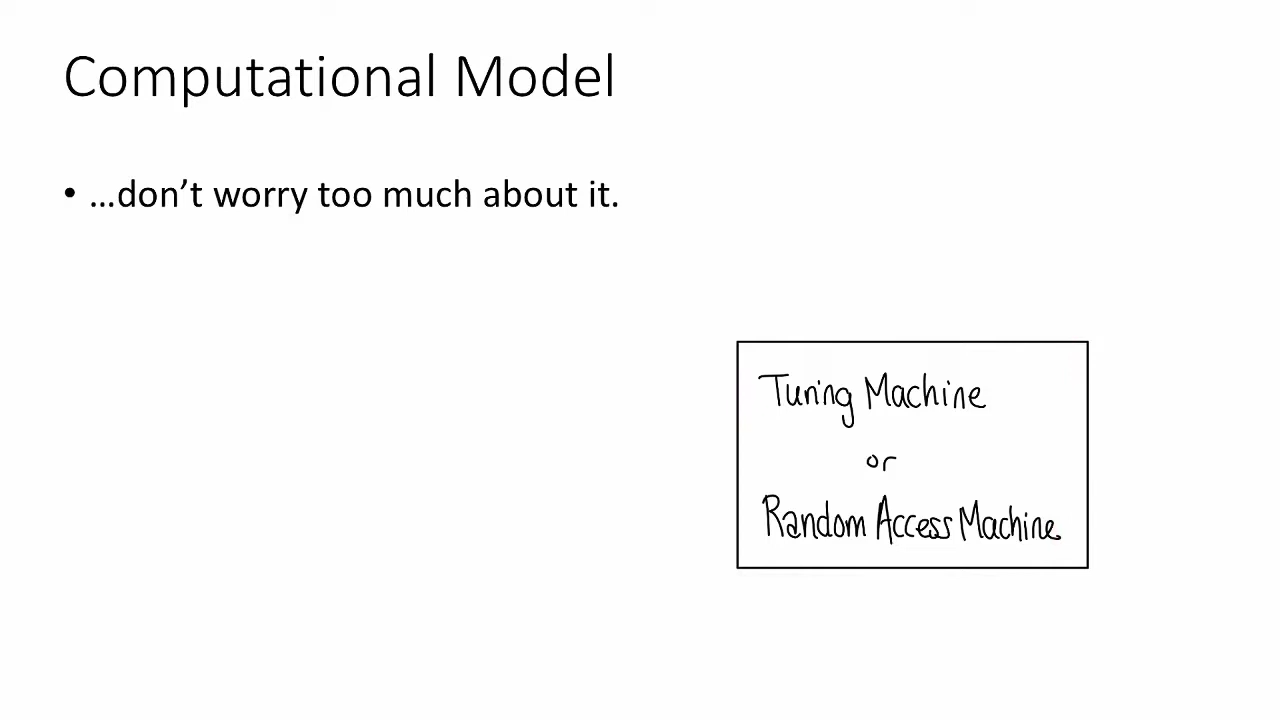 Computational Model
• …don’t worry too much about it.
Turing Machine
or
Random Access Machine